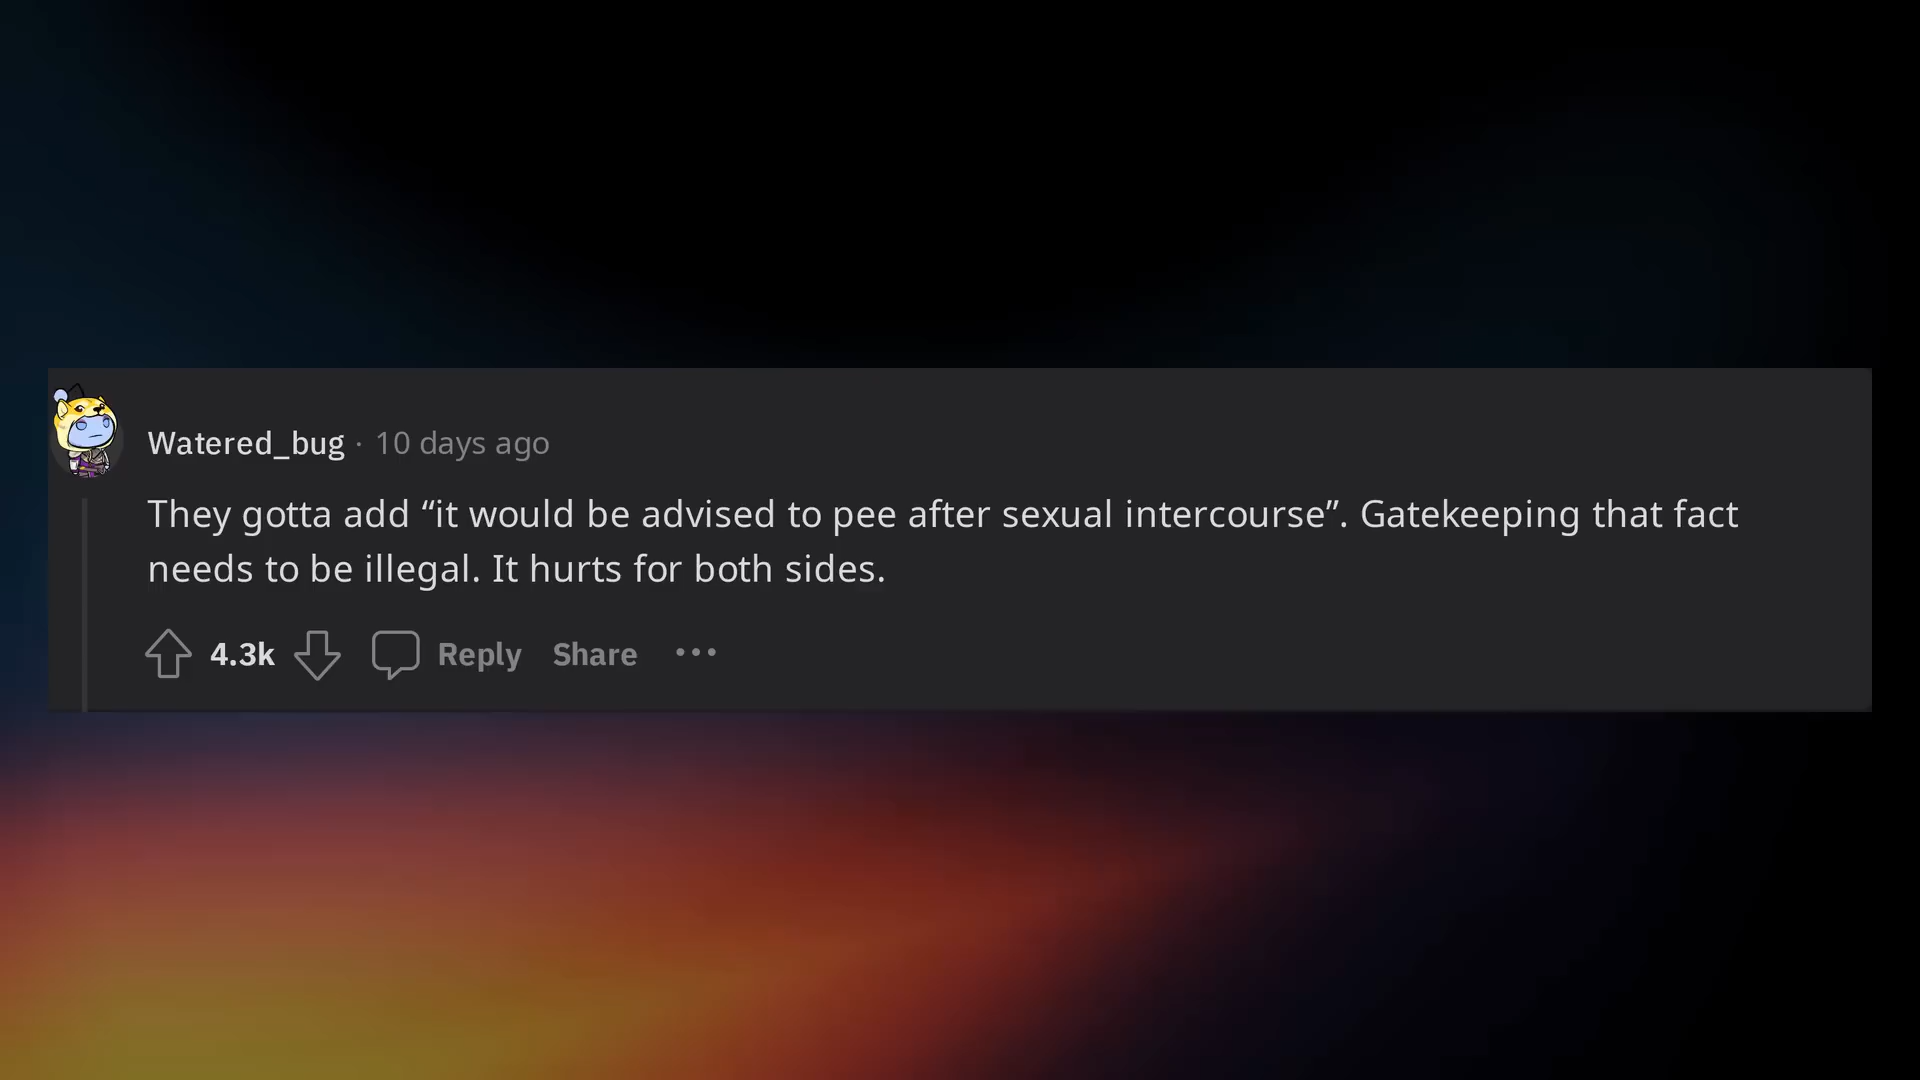 Watered_bug · 10 days ago
They gotta add “it would be advised to pee after sexual intercourse”. Gatekeeping that fact
needs to be illegal. It hurts for both sides.
4.3k Reply Share ···